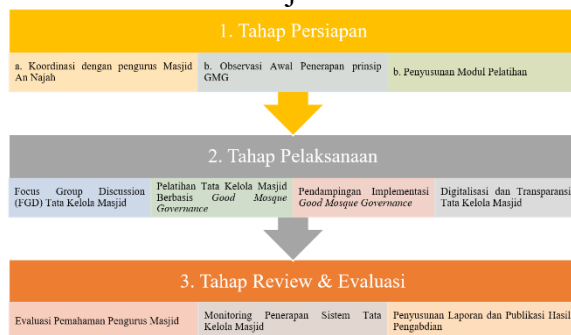 1. Tahap Persiapan
a. Koordinasi dengan pengurus Masjid
An Najah
b. Observasi Awal Penerapan prinsip
GMG
b. Penyusunan Modul Pelatihan
2. Tahap Pelaksanaan
Focus Group Discussion
(FGD) Tata Kelola Masjid
Pelatihan Tata Kelola Masjid
Berbasis Good Mosque
Governance
Pendampingan Implementasi
Good Mosque Governance
Digitalisasi dan Transparansi
Tata Kelola Masjid
3. Tahap Review & Evaluasi
Evaluasi Pemahaman Pengurus Masjid
Monitoring Penerapan Sistem Tata
Kelola Masjid
Penyusunan Laporan dan Publikasi Hasil
Pengabdian